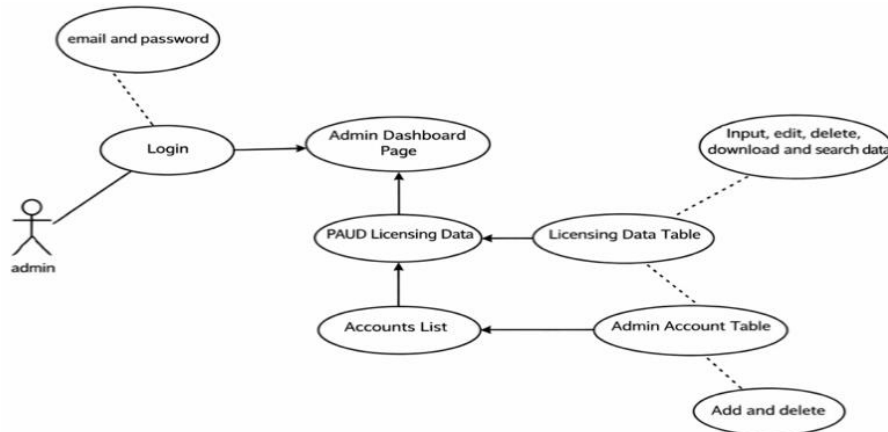 email and password
Login
Admin Dashboard
Page
Input, edit, delete,
download and search data
admin
PAUD Licensing Data
Licensing Data Table
Accounts List
Admin Account Table
Add and delete